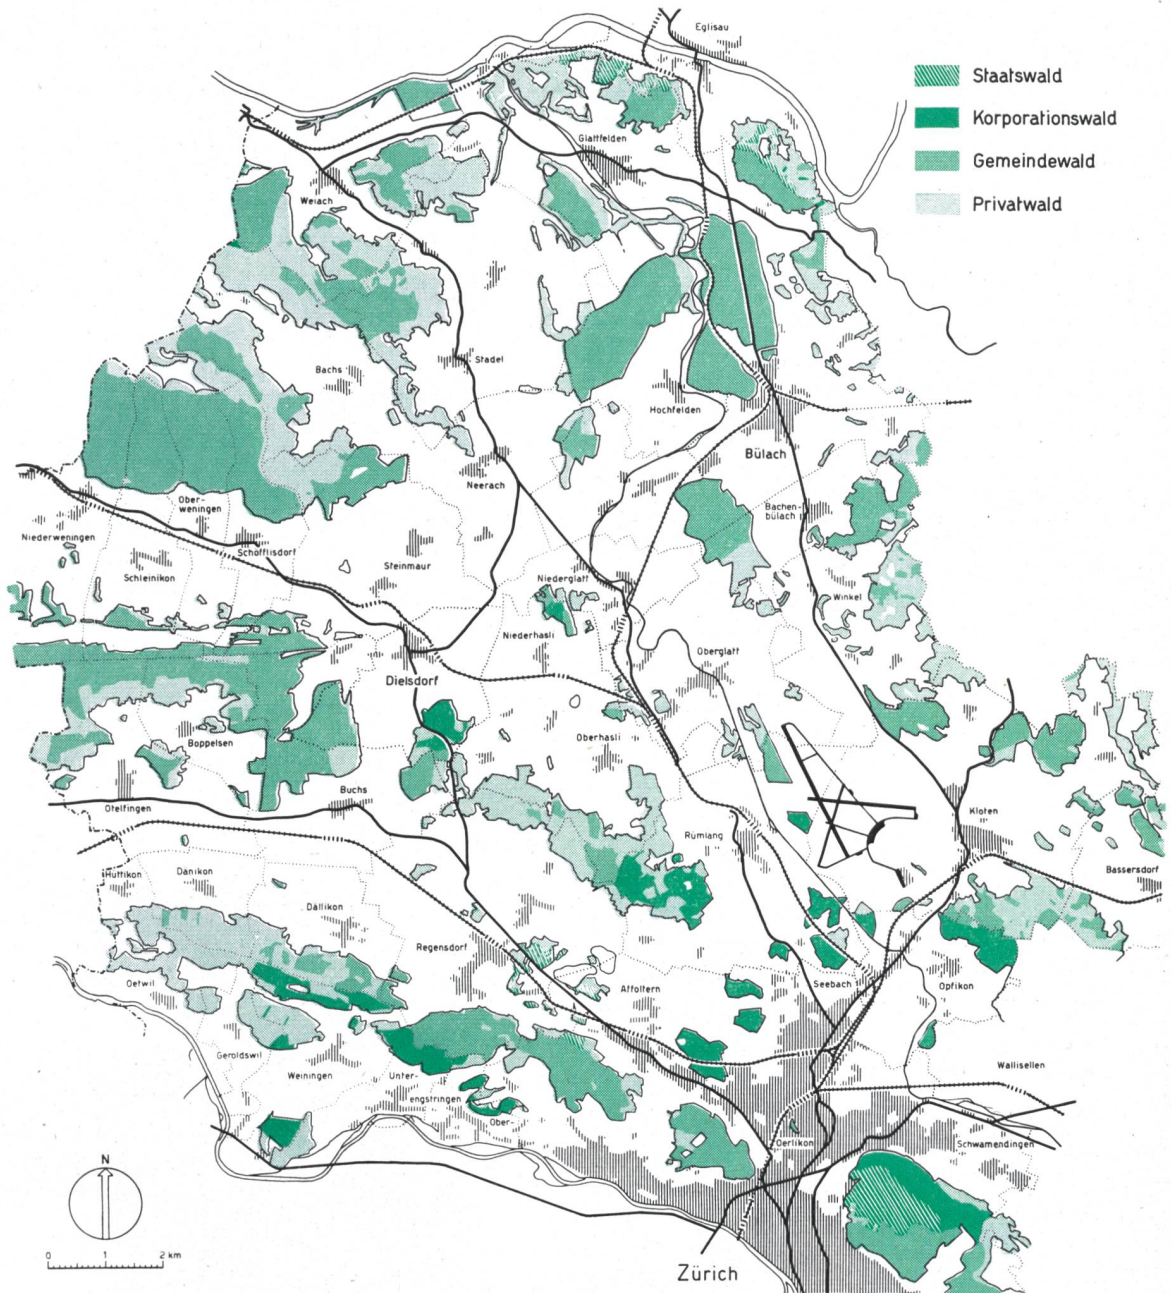 Eglisau
Staatswald
Korporationswald
Gemeindewald
Privatwald
Glattfelden
Weiach
Stadel
Bachs
Hochfelden
Bülach
Neerach
Ober-
weningen
Bachen-
bülach
Niederweningen
Schöfflisdorf
Schleinikon
Steinmaur
Niederglatt
Winkel
Niederhasli
Oberglatt
Dielsdorf
Boppelsen
Oberhasli
Otelfingen
Buchs
Kloten
Rümlang
Bassersdorf
Hüttikon
Dänikon
Dällikon
Regensdorf
Oetwil
Affoltern
Seebach
Opfikon
Geroldswil
Weiningen
Unter-
engstringen
Ober-
Wallisellen
Oerlikon
Schwamendingen
N
0 1 2 km
Zürich